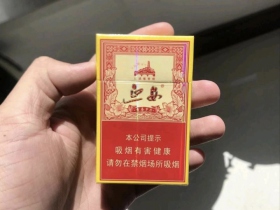 延安
本公司提示
吸烟有害健康
请勿在禁烟场所吸烟